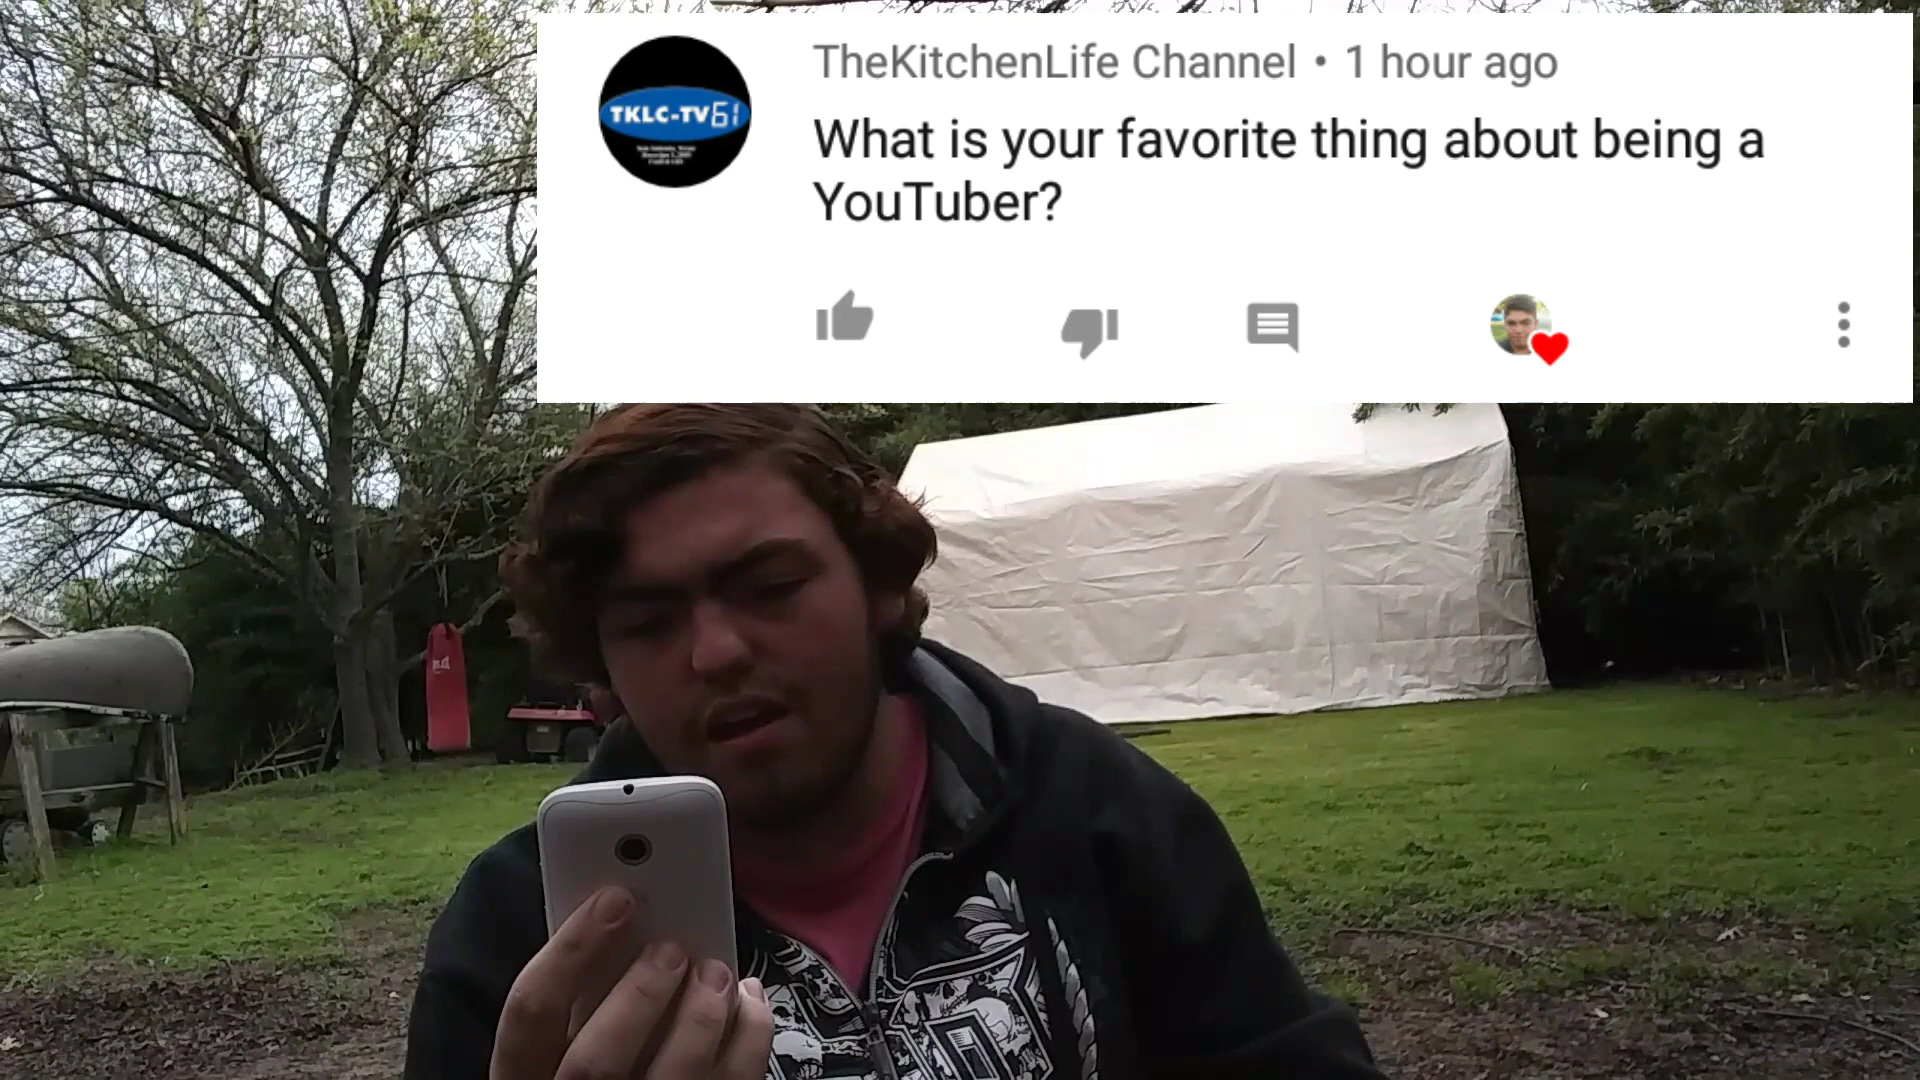 TheKitchenLife Channel • 1 hour ago
What is your favorite thing about being a
YouTuber?
TKLC-TV61